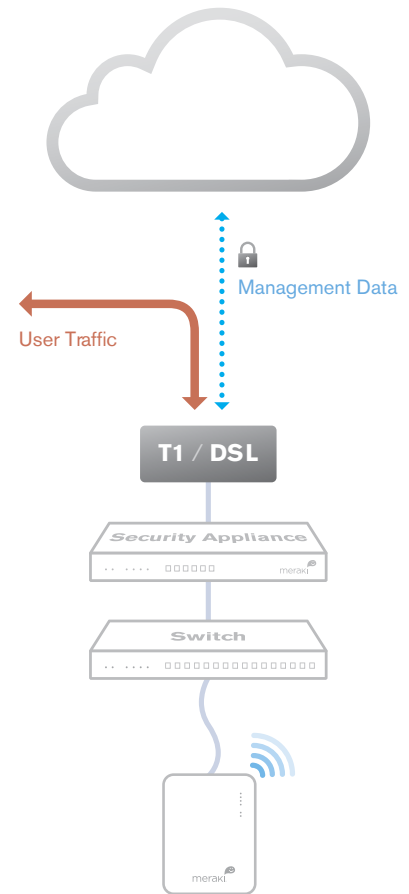 Management Data
User Traffic
T1 / DSL
Security Appliance
meraki
Switch
meraki